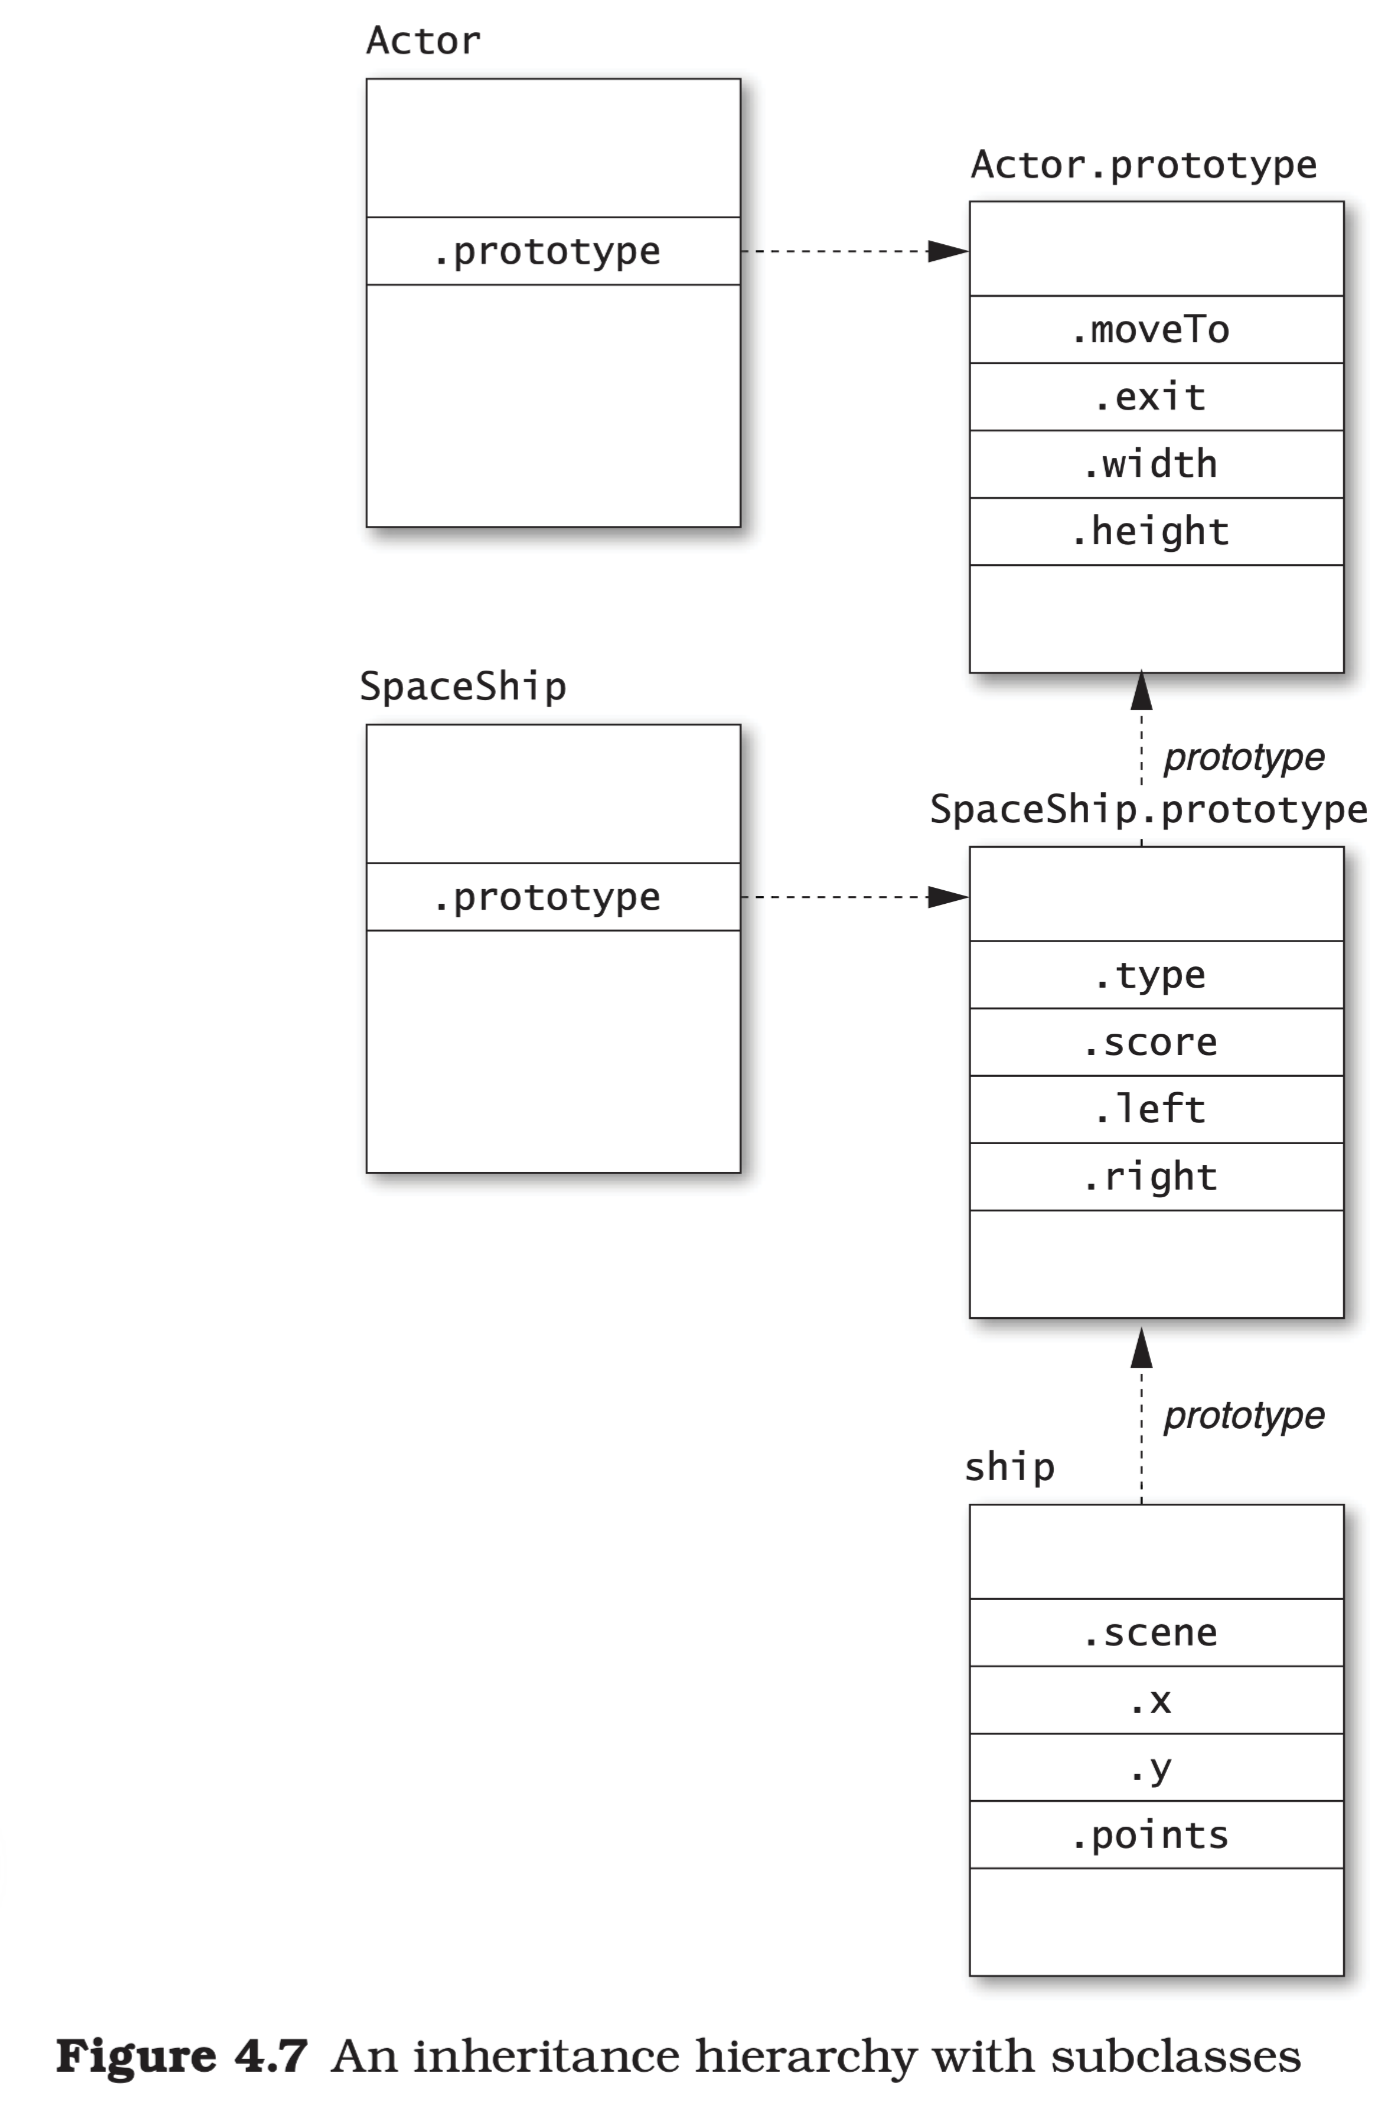 Actor
.prototype
Actor.prototype
.moveTo
.exit
.width
.height
prototype
SpaceShip
.prototype
SpaceShip.prototype
.type
.score
.left
.right
prototype
ship
.scene
.x
.y
.points
Figure 4.7 An inheritance hierarchy with subclasses